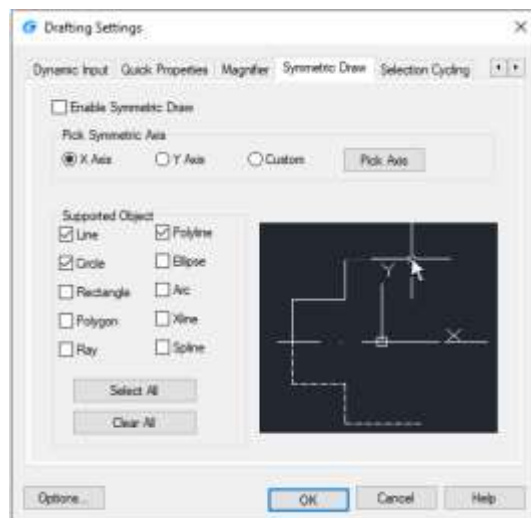 Drafting Settings
Dynamic Input Quick Properties Magnifier Symmetric Draw Selection Cycling
Enable Symmetric Draw
Pick Symmetric Axis
X Axis Y Axis Custom Pick Axis
Supported Object
Line Polyline
Circle Ellipse
Rectangle Arc
Polygon Xline
Ray Spline
Select All
Clear All
Y
X
Options... OK Cancel Help